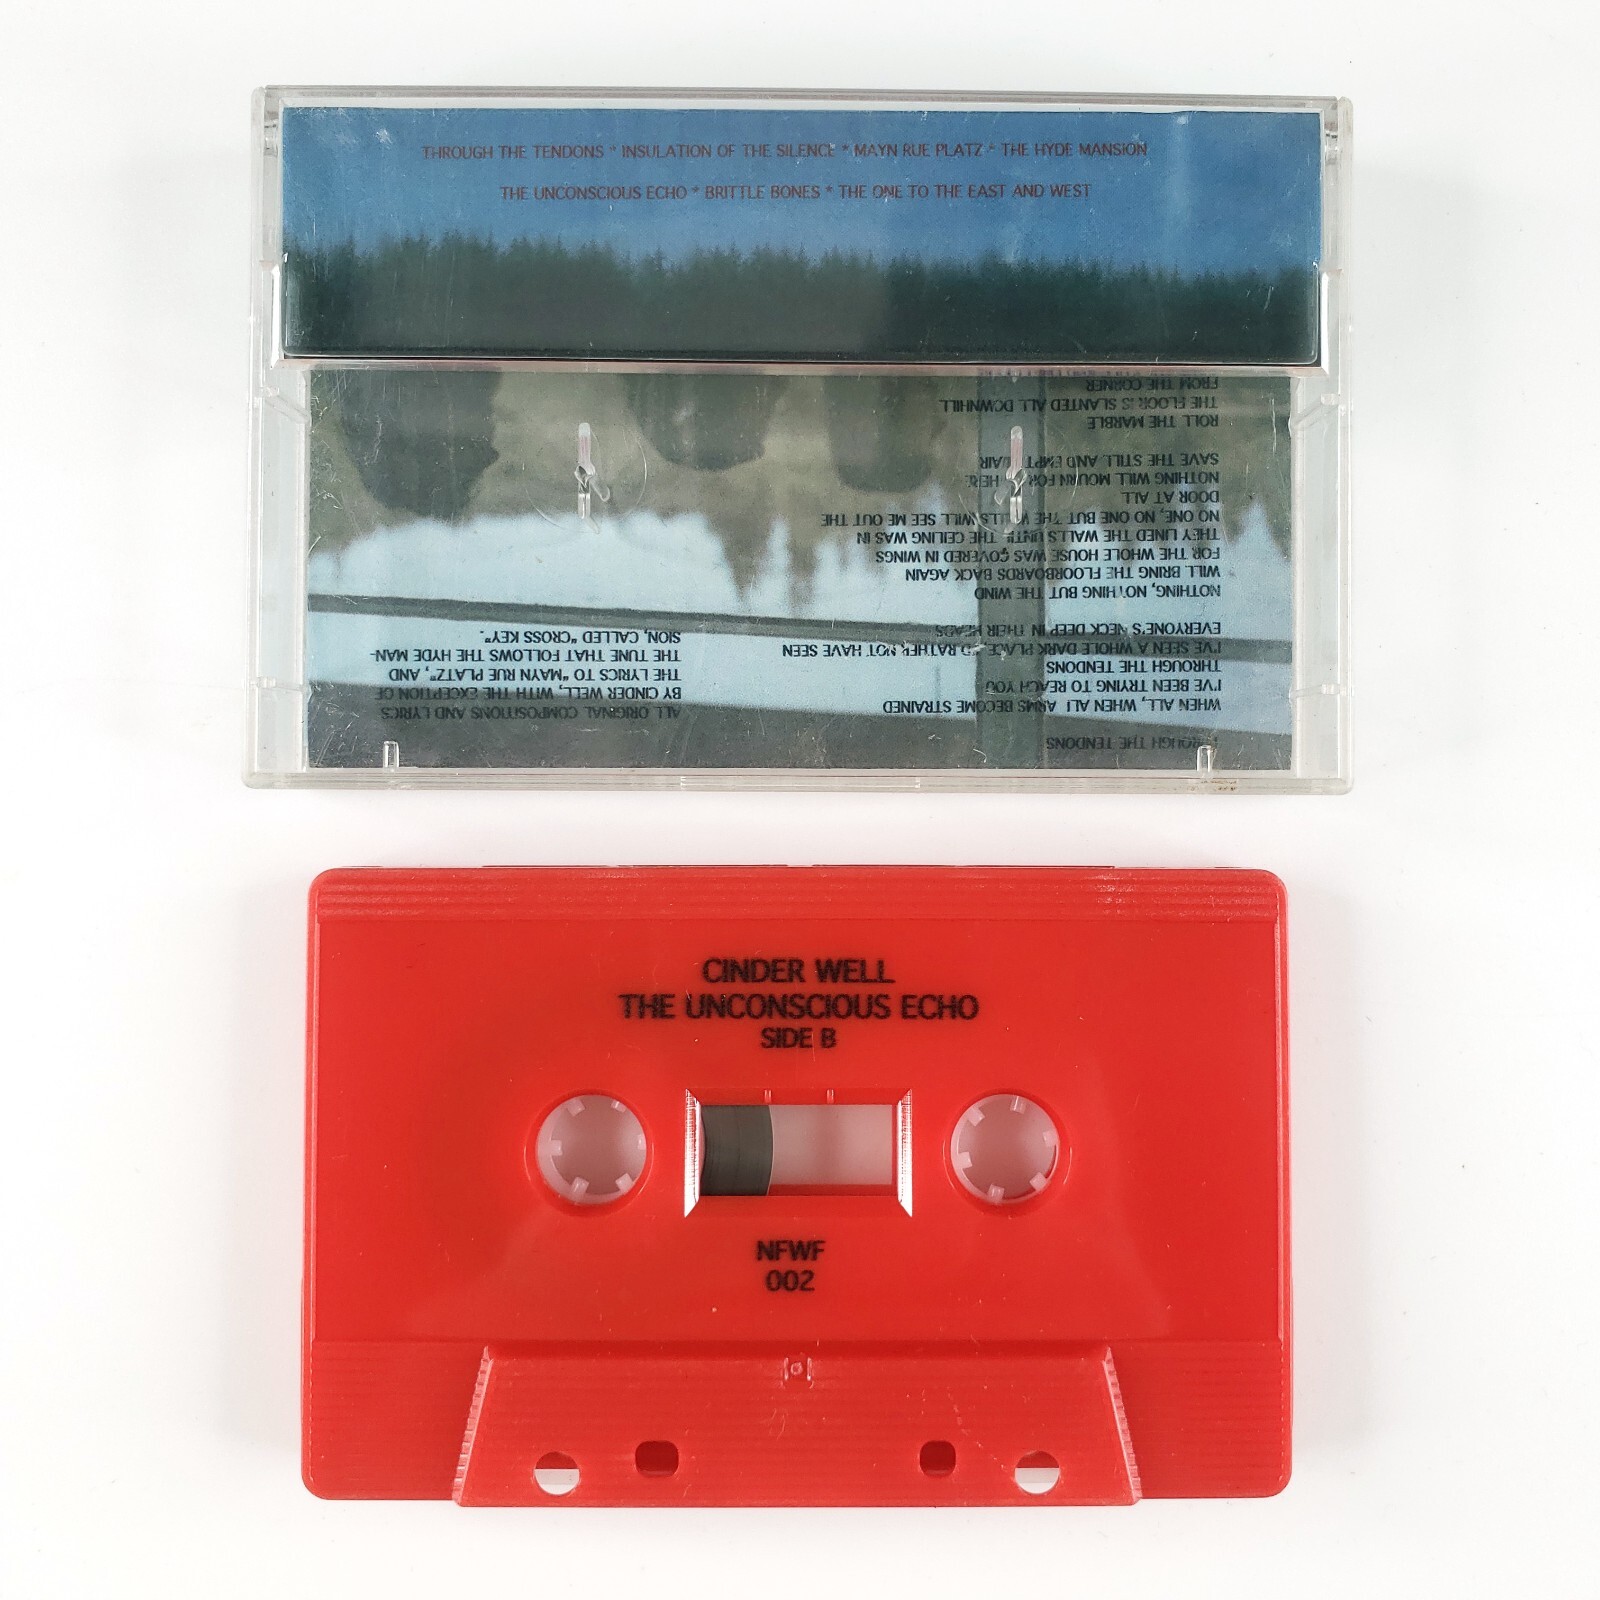 THROUGH THE TENDONS * INSULATION OF THE SILENCE * MAYN RUE PLATZ * THE HYDE MANSION
THE UNCONSCIOUS ECHO * BRITTLE BONES * THE ONE TO THE EAST AND WEST
THROUGH THE TENDONS
WHEN ALL, WHEN ALL ARMS BECOME STRAINED
I'VE BEEN TRYING TO REACH YOU
THROUGH THE TENDONS
I'VE SEEN A WHOLE DARK PLACE, I'D RATHER NOT HAVE SEEN
EVERYONE'S NECK DEEP IN THEIR HEADS
NOTHING, NOTHING BUT THE WIND
WILL BRING THE FLOORBOARDS BACK AGAIN
FOR THE WHOLE HOUSE WAS COVERED IN WINGS
THEY LINED THE WALLS UNTIL THE CEILING WAS IN
NO ONE, NO ONE BUT THE WALLS WILL SEE ME OUT THE
DOOR AT ALL
NOTHING WILL MOURN FOR HERE
SAVE THE STILL AND EMPTY
ROLL THE MARBLE
THE FLOOR IS SLANTED ALL DOWNHILL
FROM THE CORNER
ALL ORIGINAL COMPOSITIONS AND LYRICS
BY CINDER WELL, WITH THE EXCEPTION OF
THE LYRICS TO "MAYN RUE PLATZ", AND
THE TUNE THAT FOLLOWS THE HYDE MAN-
SION, CALLED "CROSS KEY".
CINDER WELL
THE UNCONSCIOUS ECHO
SIDE B
NFWF
002